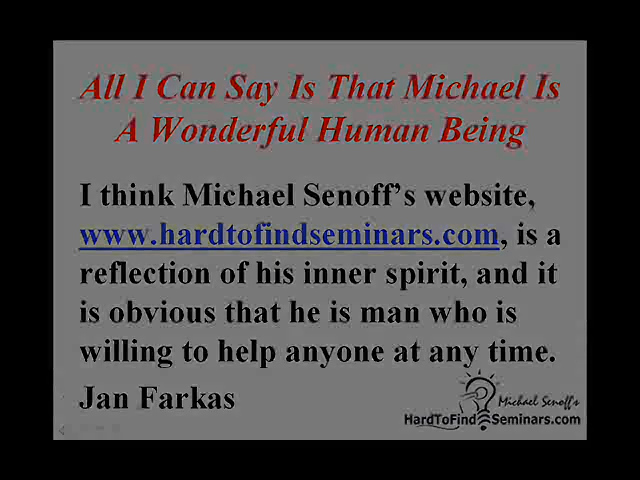 All I Can Say Is That Michael Is
A Wonderful Human Being
I think Michael Senoff's website,
www.hardtofindseminars.com, is a
reflection of his inner spirit, and it
is obvious that he is man who is
willing to help anyone at any time.
Jan Farkas
Michael Senoff's
HardToFindSeminars.com